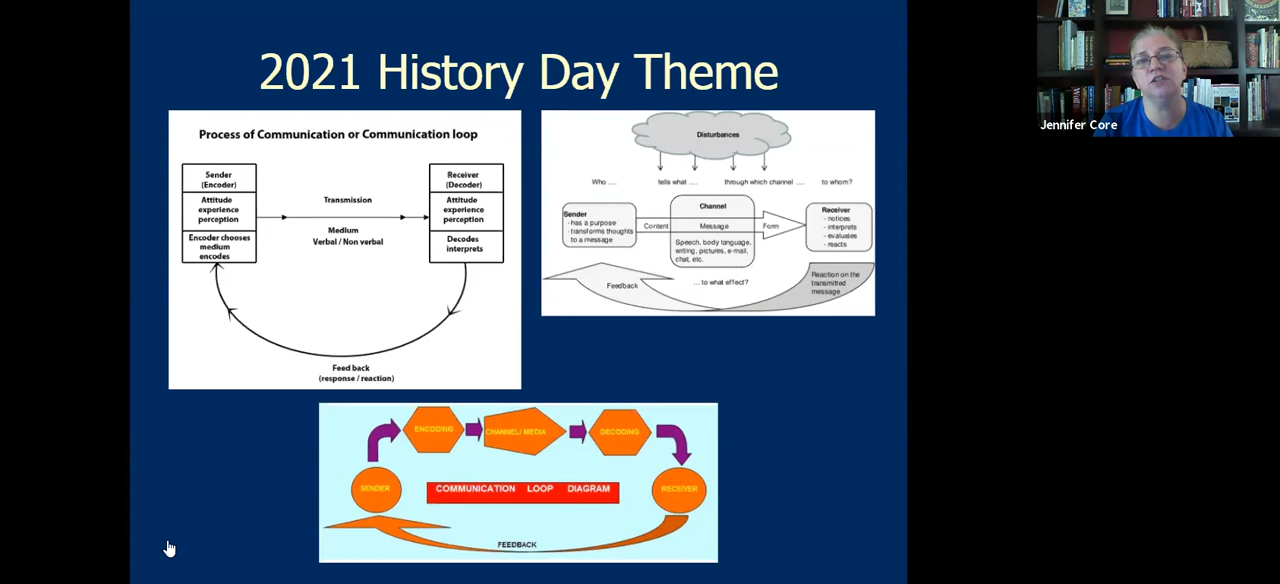 2021 History Day Theme
Process of Communication or Communication loop
Sender
(Encoder)
Attitude
experience
perception
Encoder chooses
medium
encodes
Transmission
Medium
Verbal / Non verbal
Receiver
(Decoder)
Attitude
experience
perception
Decodes
interprets
Feed back
(response / reaction)
Disturbances
Who .... tells what .... through which channel .... to whom?
Sender
- has a purpose
- transforms thoughts
to a message
Content
Channel
Message
Speech, body language,
writing, pictures, e-mail,
chat, etc.
Form
Receiver
- notices
- interprets
- evaluates
- reacts
Feedback
... to what effect?
Reaction on the
transmitted
message
ENCODING
CHANNEL/ MEDIA
DECODING
SENDER
COMMUNICATION LOOP DIAGRAM
RECEIVER
FEEDBACK
Jennifer Core